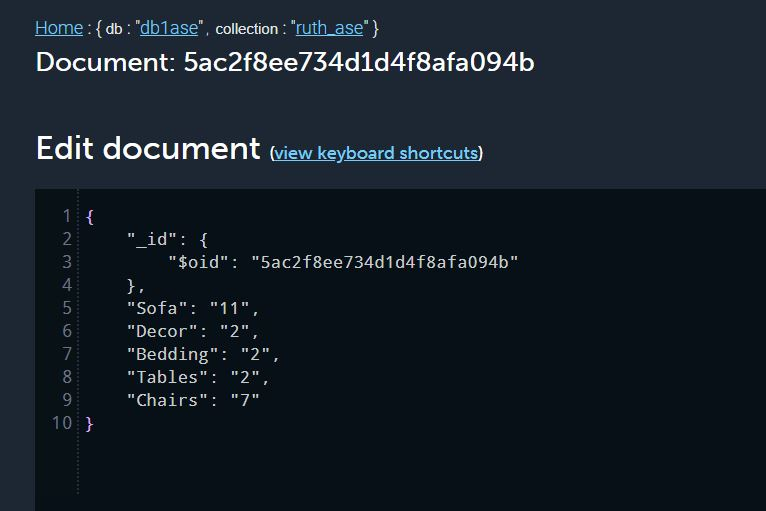 Home : { db : "db1ase", collection : "ruth_ase" }
Document: 5ac2f8ee734d1d4f8afa094b
Edit document (view keyboard shortcuts)
1 {
2     "_id": {
3         "$oid": "5ac2f8ee734d1d4f8afa094b"
4     },
5     "Sofa": "11",
6     "Decor": "2",
7     "Bedding": "2",
8     "Tables": "2",
9     "Chairs": "7"
10 }